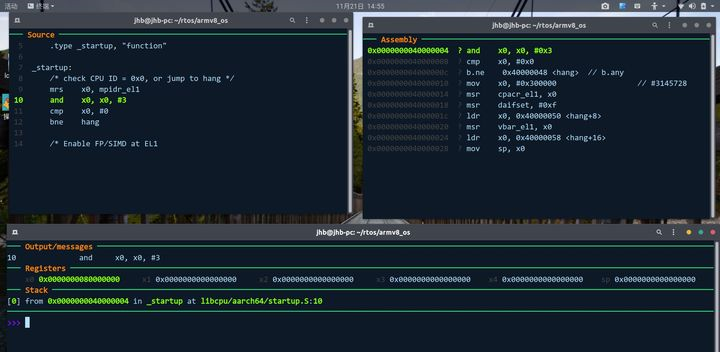 活动
终端
11月21日 14:55
jhb@jhb-pc: ~/rtos/armv8_os
Source
5 .type _startup, "function"
6
7 _startup:
8 /* check CPU ID = 0x0, or jump to hang */
9 mrs x0, mpidr_el1
10 and x0, x0, #3
11 cmp x0, #0
12 bne hang
13
14 /* Enable FP/SIMD at EL1
jhb@jhb-pc: ~/rtos/armv8_os
Assembly
0x0000000040000004 ? and x0, x0, #0x3
0x0000000040000008 ? cmp x0, #0x0
0x000000004000000c ? b.ne 0x40000048 <hang> // b.any
0x0000000040000010 ? mov x0, #0x300000 // #3145728
0x0000000040000014 ? msr cpacr_el1, x0
0x0000000040000018 ? msr daifset, #0xf
0x000000004000001c ? ldr x0, 0x40000050 <hang+8>
0x0000000040000020 ? msr vbar_el1, x0
0x0000000040000024 ? ldr x0, 0x40000058 <hang+16>
0x0000000040000028 ? mov sp, x0
jhb@jhb-pc: ~/rtos/armv8_os
Output/messages
10 and x0, x0, #3
Registers
x0 0x0000000080000000 x1 0x0000000000000000 x2 0x0000000000000000 x3 0x0000000000000000 x4 0x0000000000000000 sp 0x0000000000000000
Stack
[0] from 0x0000000040000004 in _startup at libcpu/aarch64/startup.S:10
>>>